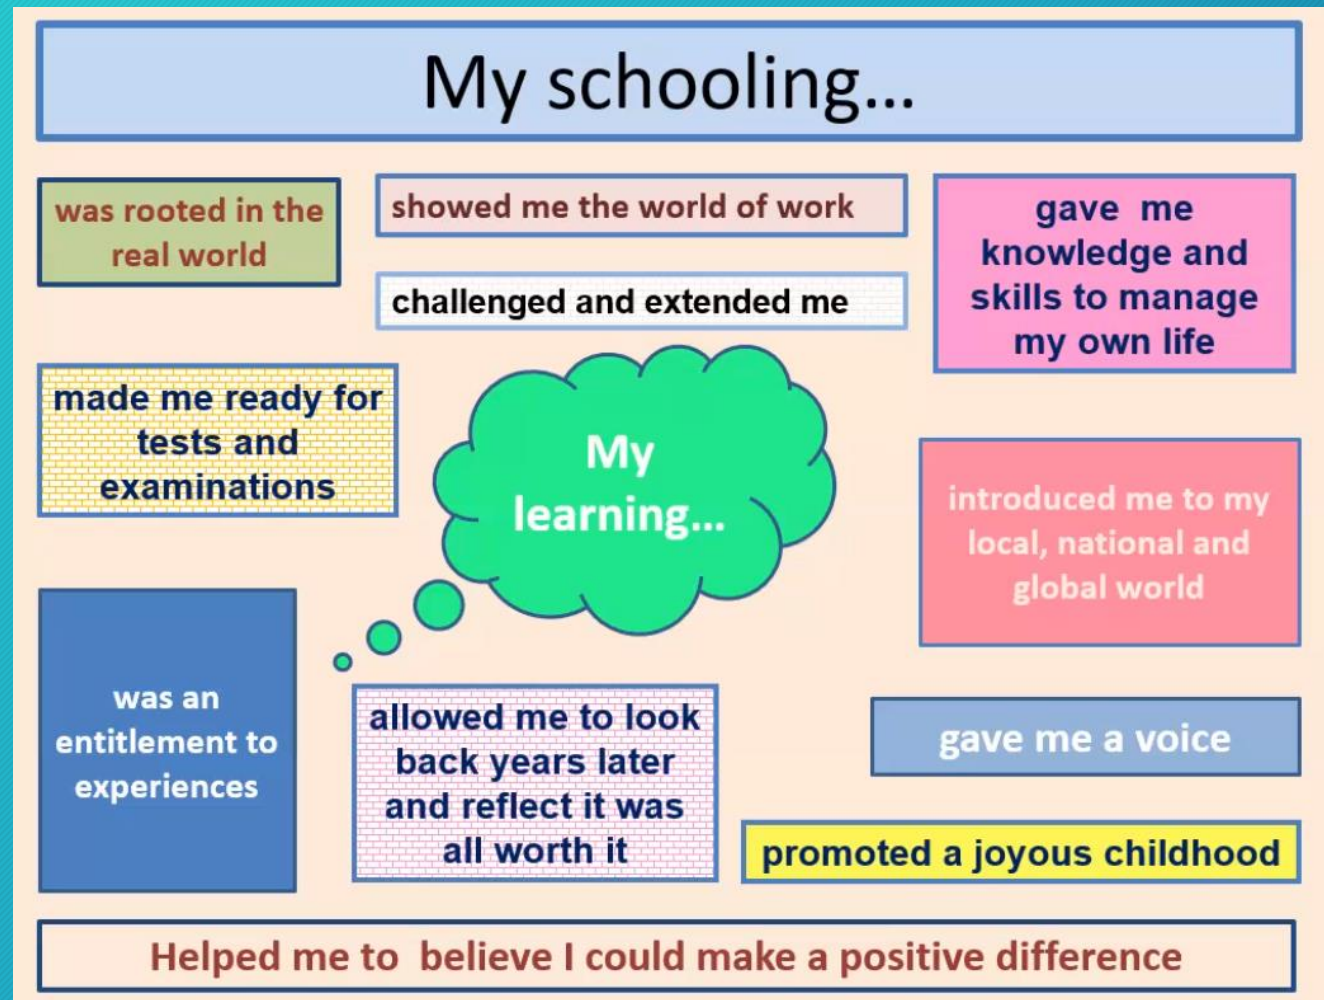 My schooling...
was rooted in the
real world
showed me the world of work
challenged and extended me
gave  me
knowledge and
skills to manage
my own life
made me ready for
tests and
examinations
My
learning...
introduced me to my
local, national and
global world
was an
entitlement to
experiences
allowed me to look
back years later
and reflect it was
all worth it
gave me a voice
promoted a joyous childhood
Helped me to  believe I could make a positive difference